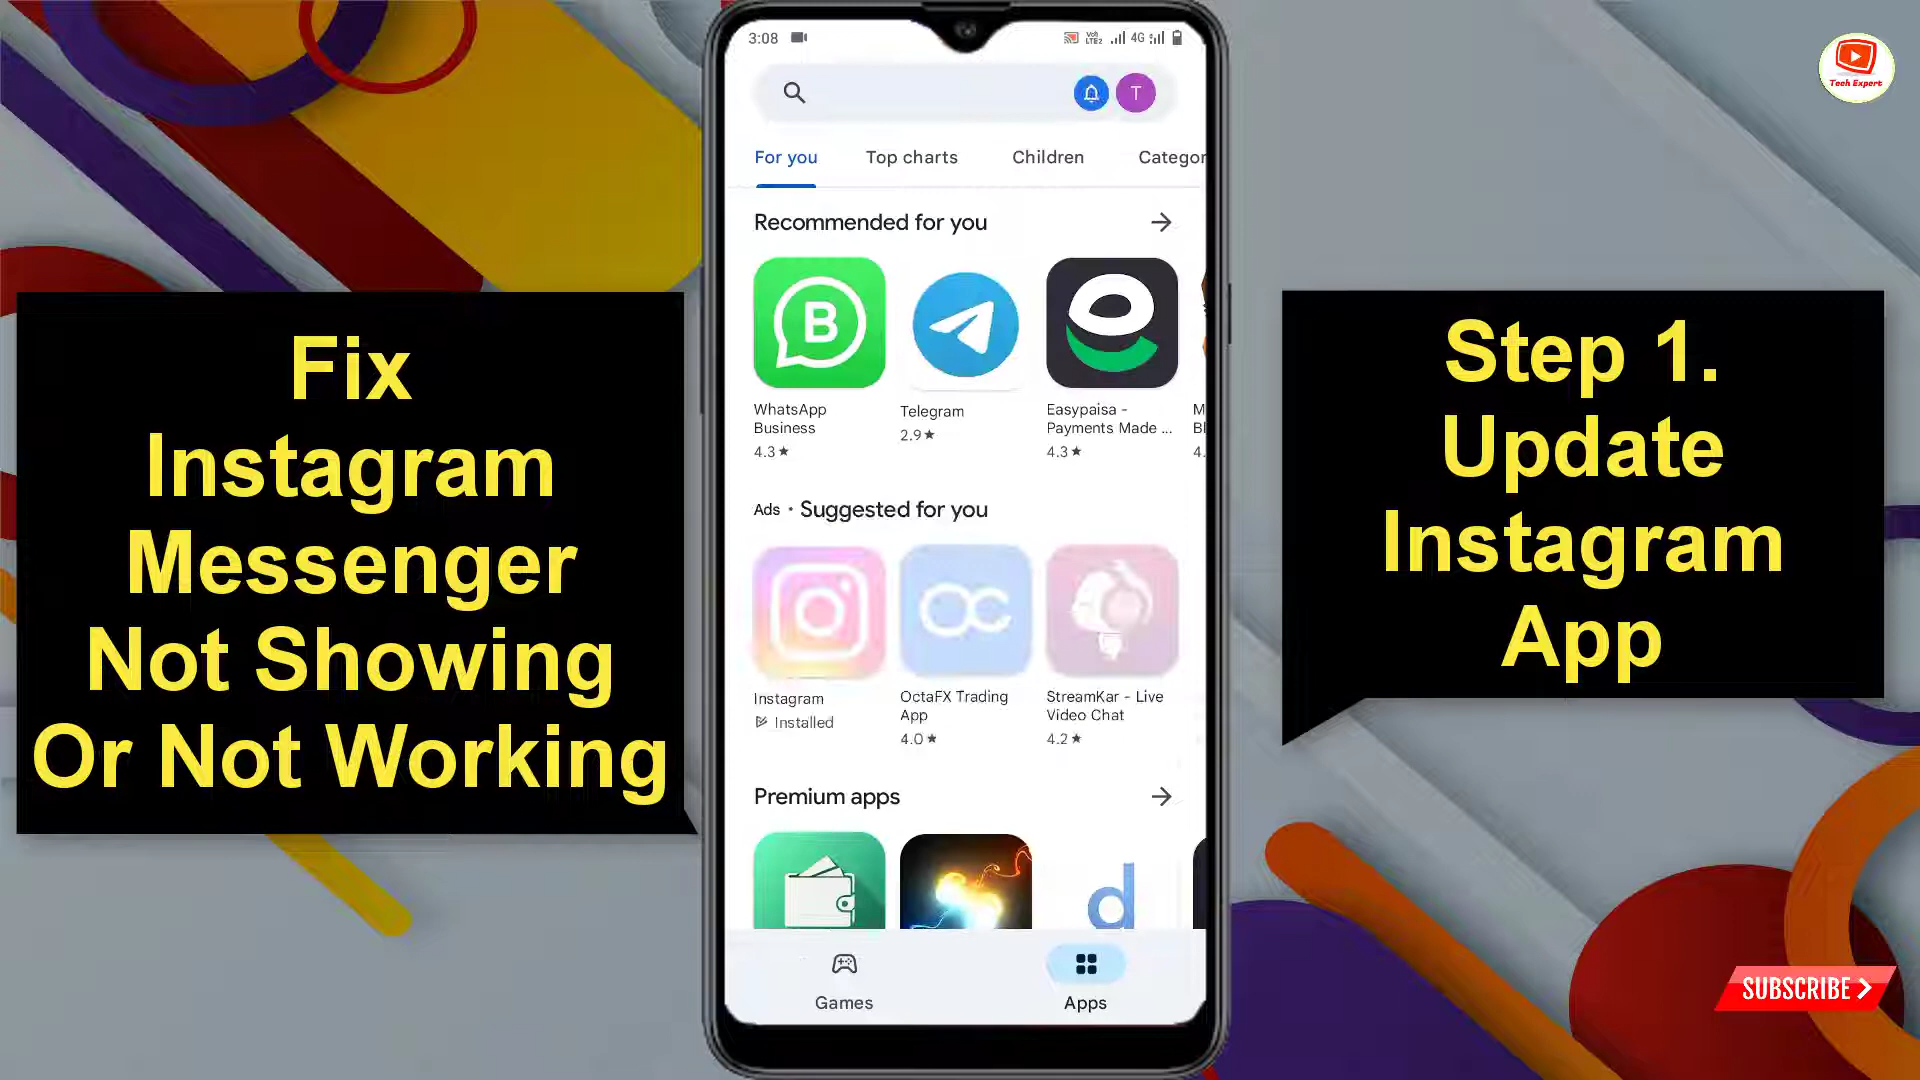 Fix
Instagram
Messenger
Not Showing
Or Not Working
3:08
4G
T
For you
Top charts
Children
Categor
Recommended for you
WhatsApp
Business
4.3★
Telegram
2.9★
Easypaisa -
Payments Made ...
4.3★
Ads • Suggested for you
Instagram
Installed
OctaFX Trading
App
4.0★
StreamKar - Live
Video Chat
4.2★
Premium apps
Games
Apps
Step 1.
Update
Instagram
App
Tech Expert
SUBSCRIBE